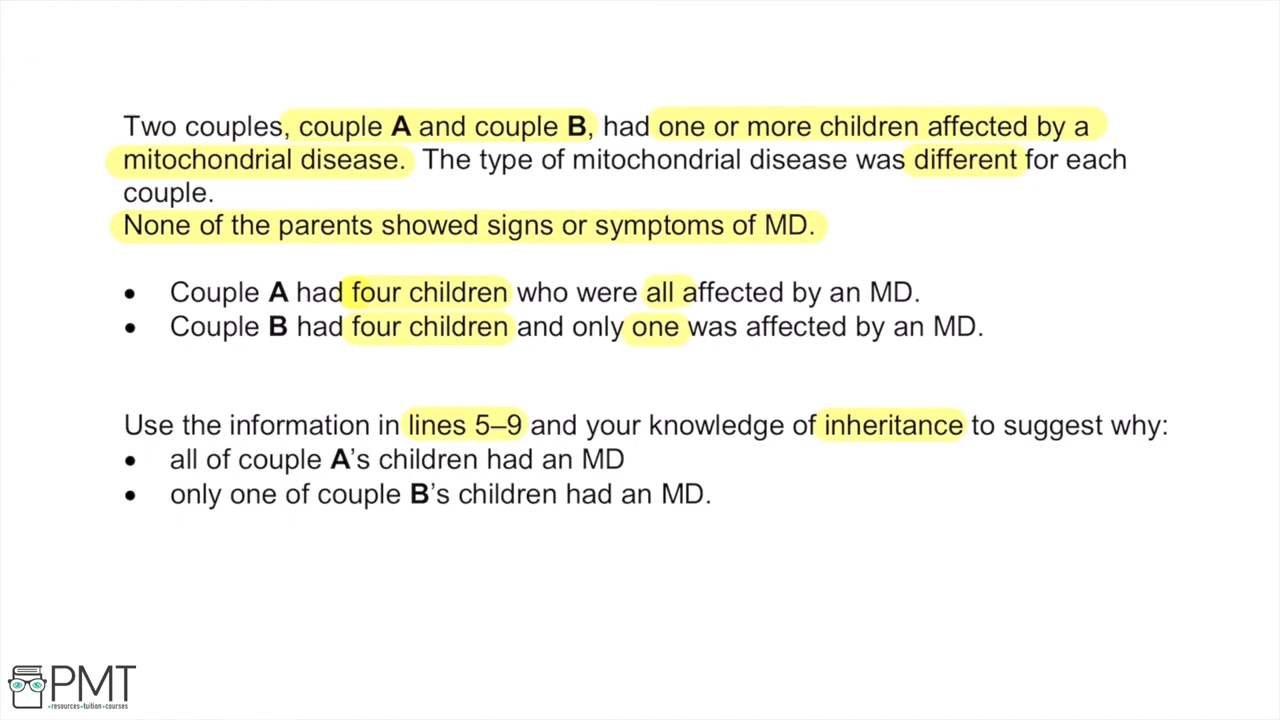 Two couples, couple A and couple B, had one or more children affected by a
mitochondrial disease. The type of mitochondrial disease was different for each
couple.
None of the parents showed signs or symptoms of MD.
• Couple A had four children who were all affected by an MD.
• Couple B had four children and only one was affected by an MD.
Use the information in lines 5–9 and your knowledge of inheritance to suggest why:
• all of couple A's children had an MD
• only one of couple B's children had an MD.
PMT
•resources•tuition•courses